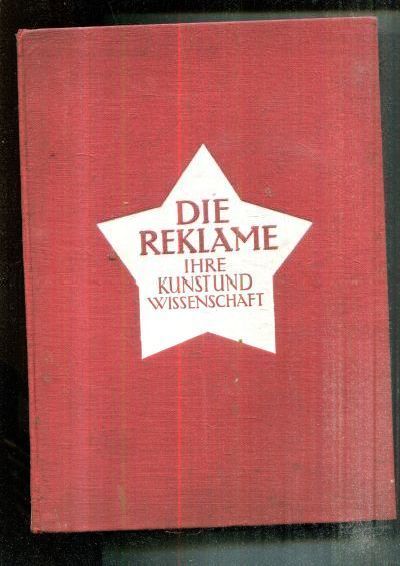 DIE
REKLAME
IHRE
KUNST UND
WISSENSCHAFT